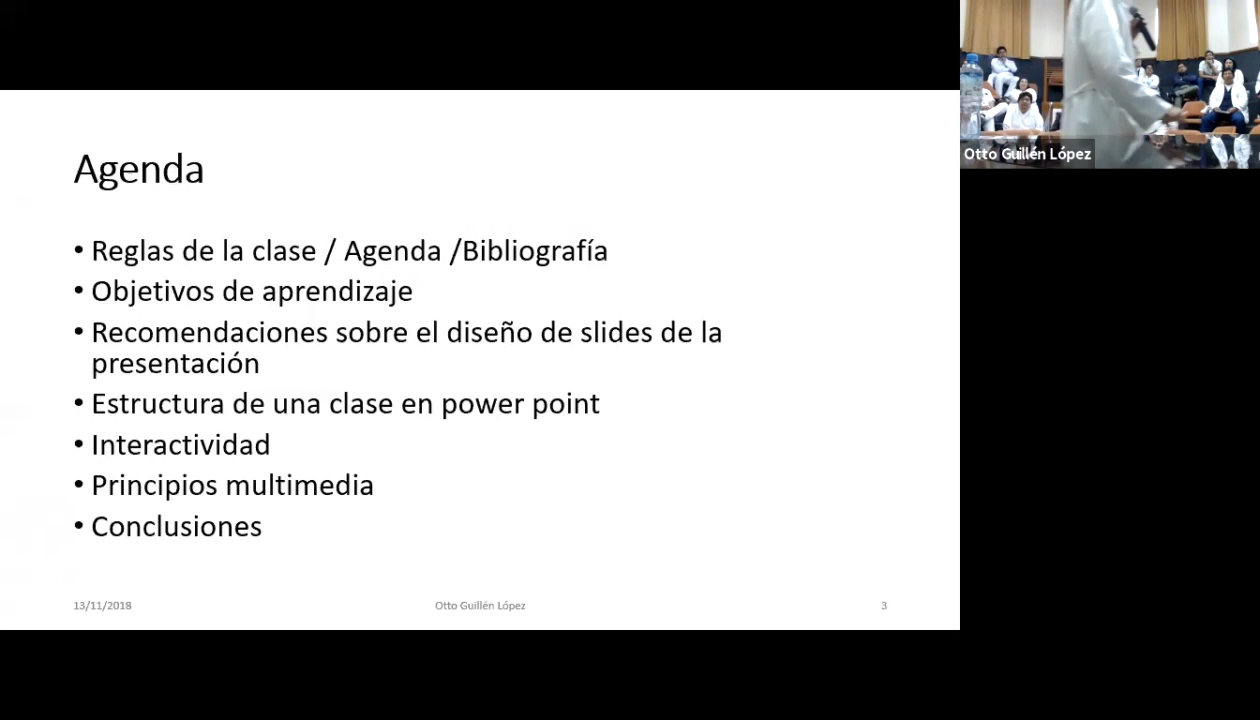 Agenda
• Reglas de la clase / Agenda /Bibliografía
• Objetivos de aprendizaje
• Recomendaciones sobre el diseño de slides de la
presentación
• Estructura de una clase en power point
• Interactividad
• Principios multimedia
• Conclusiones
13/11/2018
Otto Guillén López
3
Otto Guillén López